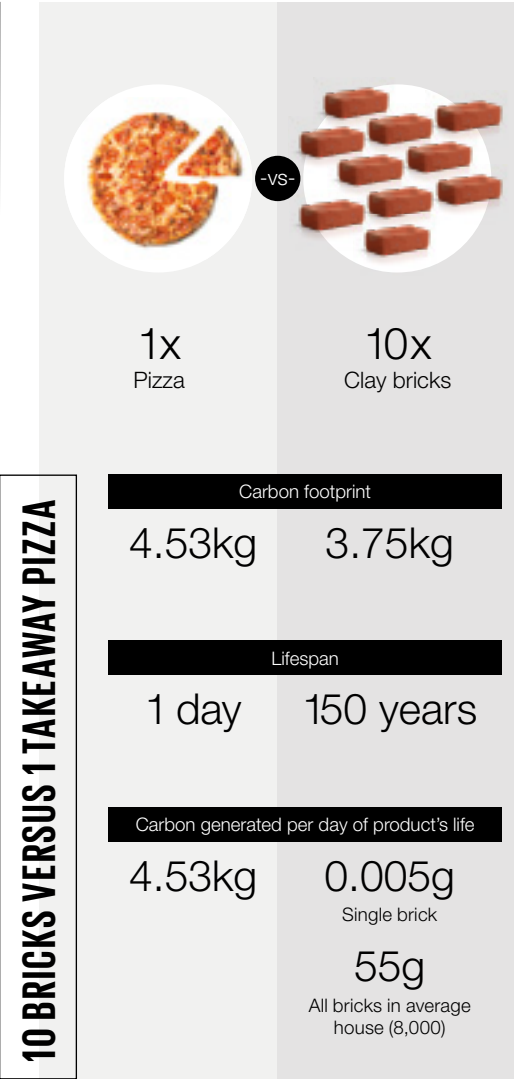 -vs-
1x
Pizza
10x
Clay bricks
10 BRICKS VERSUS 1 TAKEAWAY PIZZA
Carbon footprint
4.53kg
3.75kg
Lifespan
1 day
150 years
Carbon generated per day of product's life
4.53kg
0.005g
Single brick
55g
All bricks in average
house (8,000)